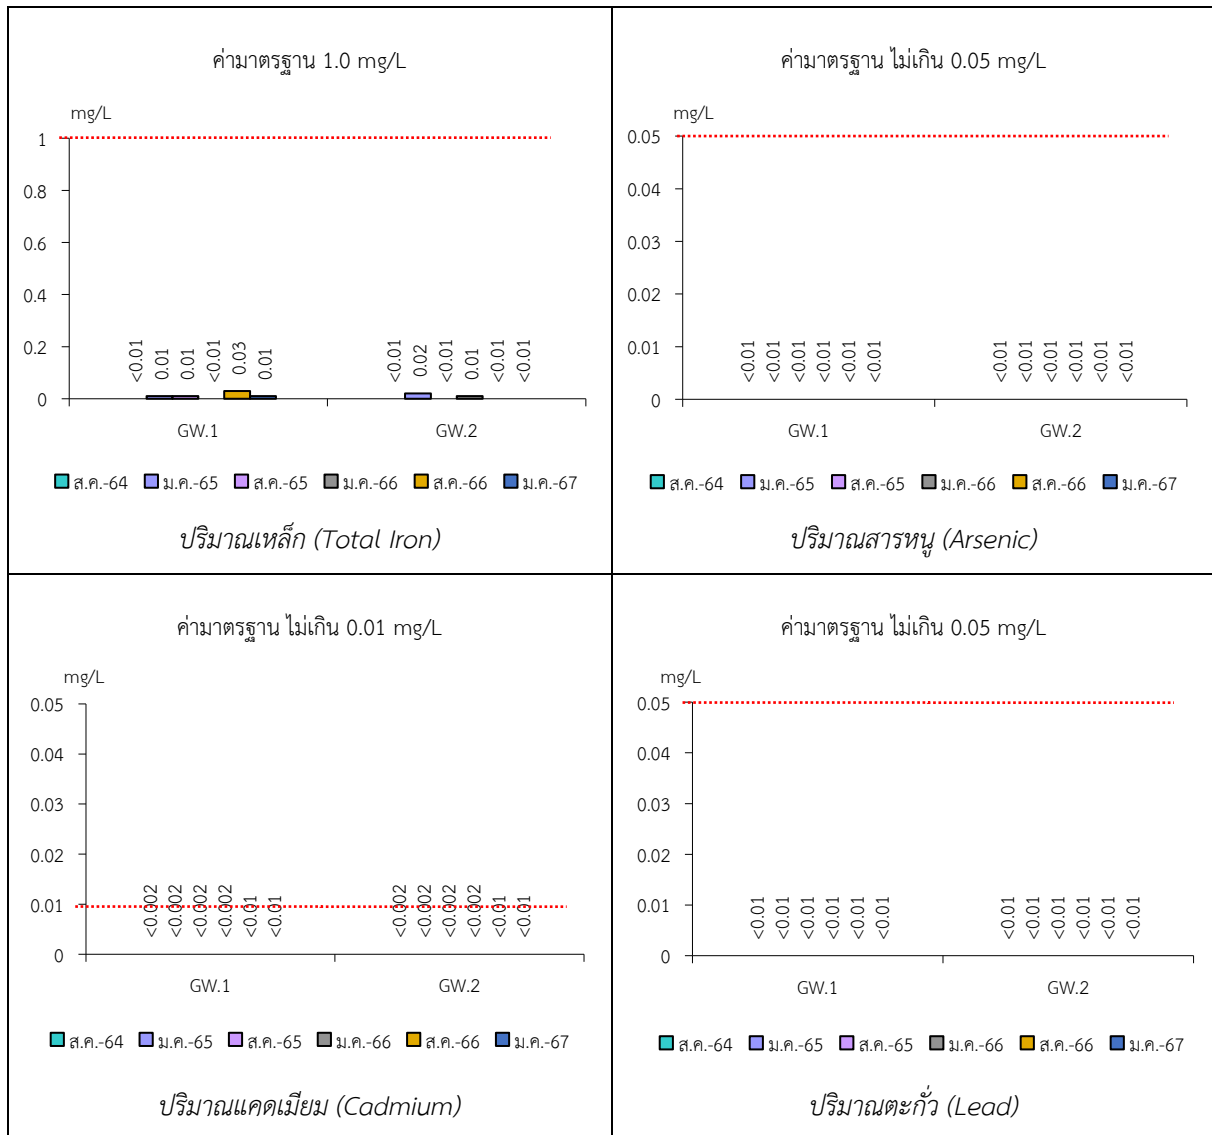 ค่ามาตรฐาน 1.0 mg/L
mg/L
1
0.8
0.6
0.4
0.2
0
<0.01 0.01 0.01 <0.01 0.03 0.01
<0.01 0.02 <0.01 0.01 <0.01 <0.01
GW.1 GW.2
ส.ค.-64 ม.ค.-65 ส.ค.-65 ม.ค.-66 ส.ค.-66 ม.ค.-67
ปริมาณเหล็ก (Total Iron)
ค่ามาตรฐาน ไม่เกิน 0.05 mg/L
mg/L
0.05
0.04
0.03
0.02
0.01
0
<0.01 <0.01 <0.01 <0.01 <0.01 <0.01
<0.01 <0.01 <0.01 <0.01 <0.01 <0.01
GW.1 GW.2
ส.ค.-64 ม.ค.-65 ส.ค.-65 ม.ค.-66 ส.ค.-66 ม.ค.-67
ปริมาณสารหนู (Arsenic)
ค่ามาตรฐาน ไม่เกิน 0.01 mg/L
mg/L
0.05
0.04
0.03
0.02
0.01
0
<0.002 <0.002 <0.002 <0.002 <0.01 <0.01
<0.002 <0.002 <0.002 <0.002 <0.01 <0.01
GW.1 GW.2
ส.ค.-64 ม.ค.-65 ส.ค.-65 ม.ค.-66 ส.ค.-66 ม.ค.-67
ปริมาณแคดเมียม (Cadmium)
ค่ามาตรฐาน ไม่เกิน 0.05 mg/L
mg/L
0.05
0.04
0.03
0.02
0.01
0
<0.01 <0.01 <0.01 <0.01 <0.01 <0.01
<0.01 <0.01 <0.01 <0.01 <0.01 <0.01
GW.1 GW.2
ส.ค.-64 ม.ค.-65 ส.ค.-65 ม.ค.-66 ส.ค.-66 ม.ค.-67
ปริมาณตะกั่ว (Lead)